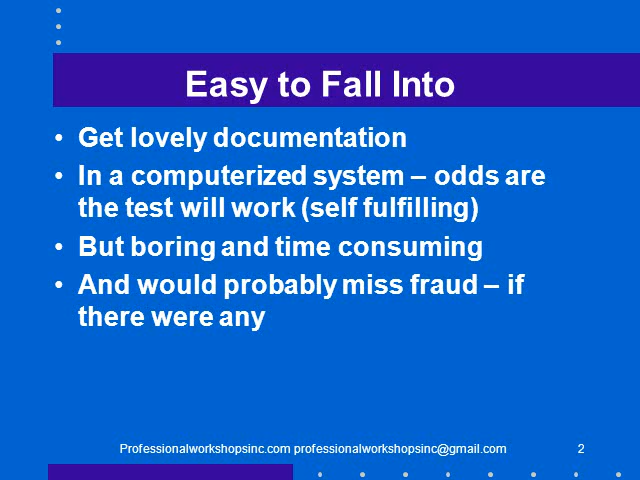 Easy to Fall Into
• Get lovely documentation
• In a computerized system – odds are
the test will work (self fulfilling)
• But boring and time consuming
• And would probably miss fraud – if
there were any
Professionalworkshopsinc.com professionalworkshopsinc@gmail.com 2